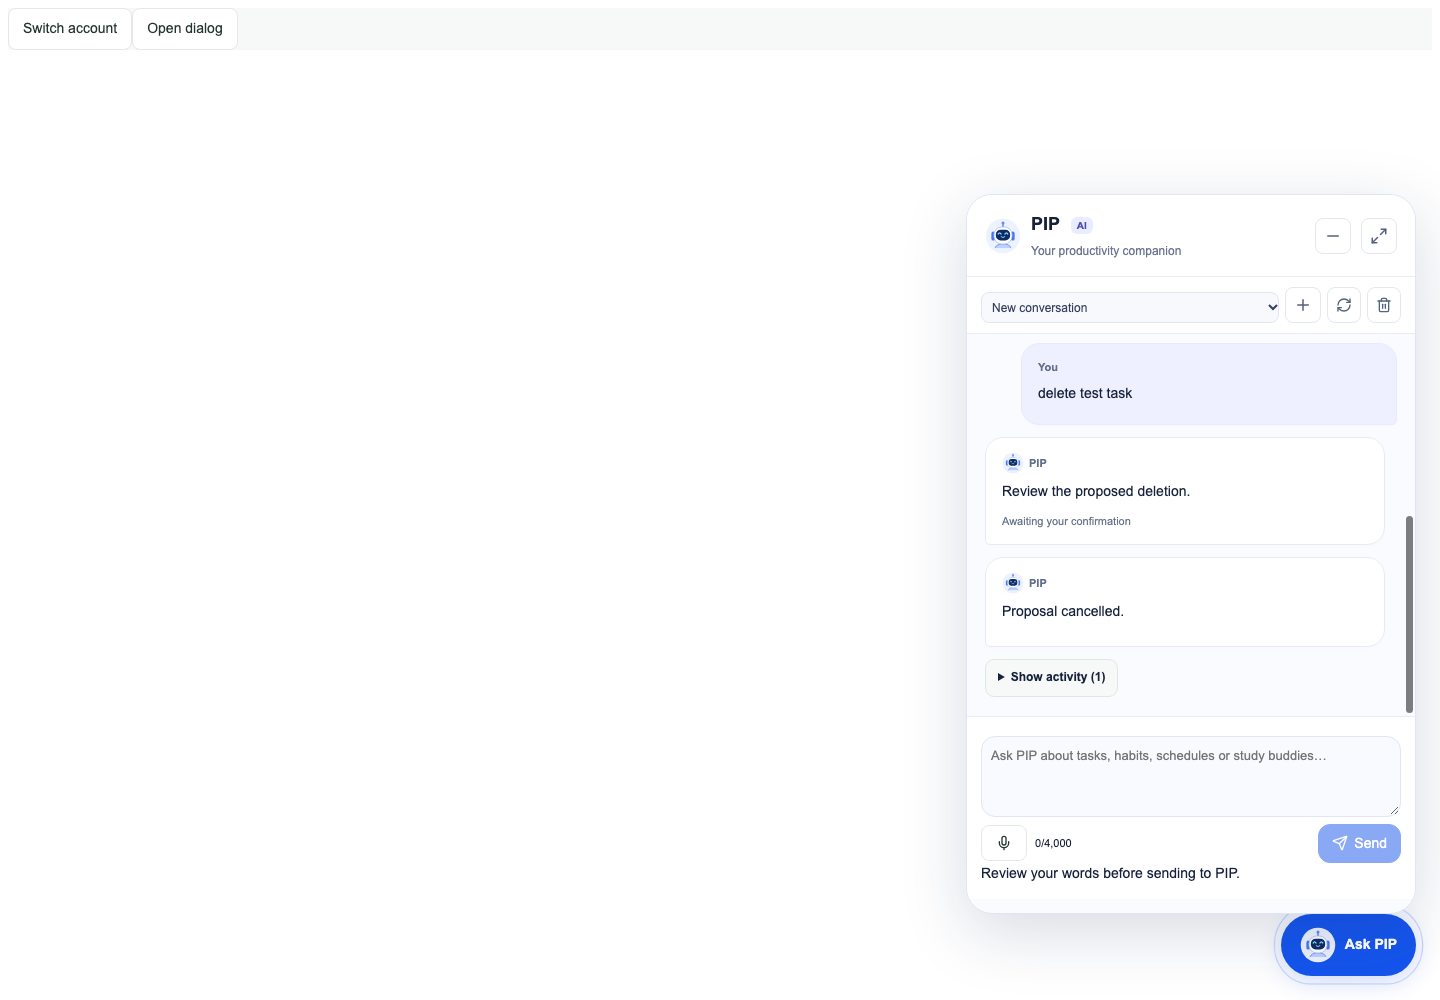 Switch account
Open dialog
PIP AI
Your productivity companion
New conversation
You
delete test task
PIP
Review the proposed deletion.
Awaiting your confirmation
PIP
Proposal cancelled.
Show activity (1)
Ask PIP about tasks, habits, schedules or study buddies…
0/4,000
Send
Review your words before sending to PIP.
Ask PIP